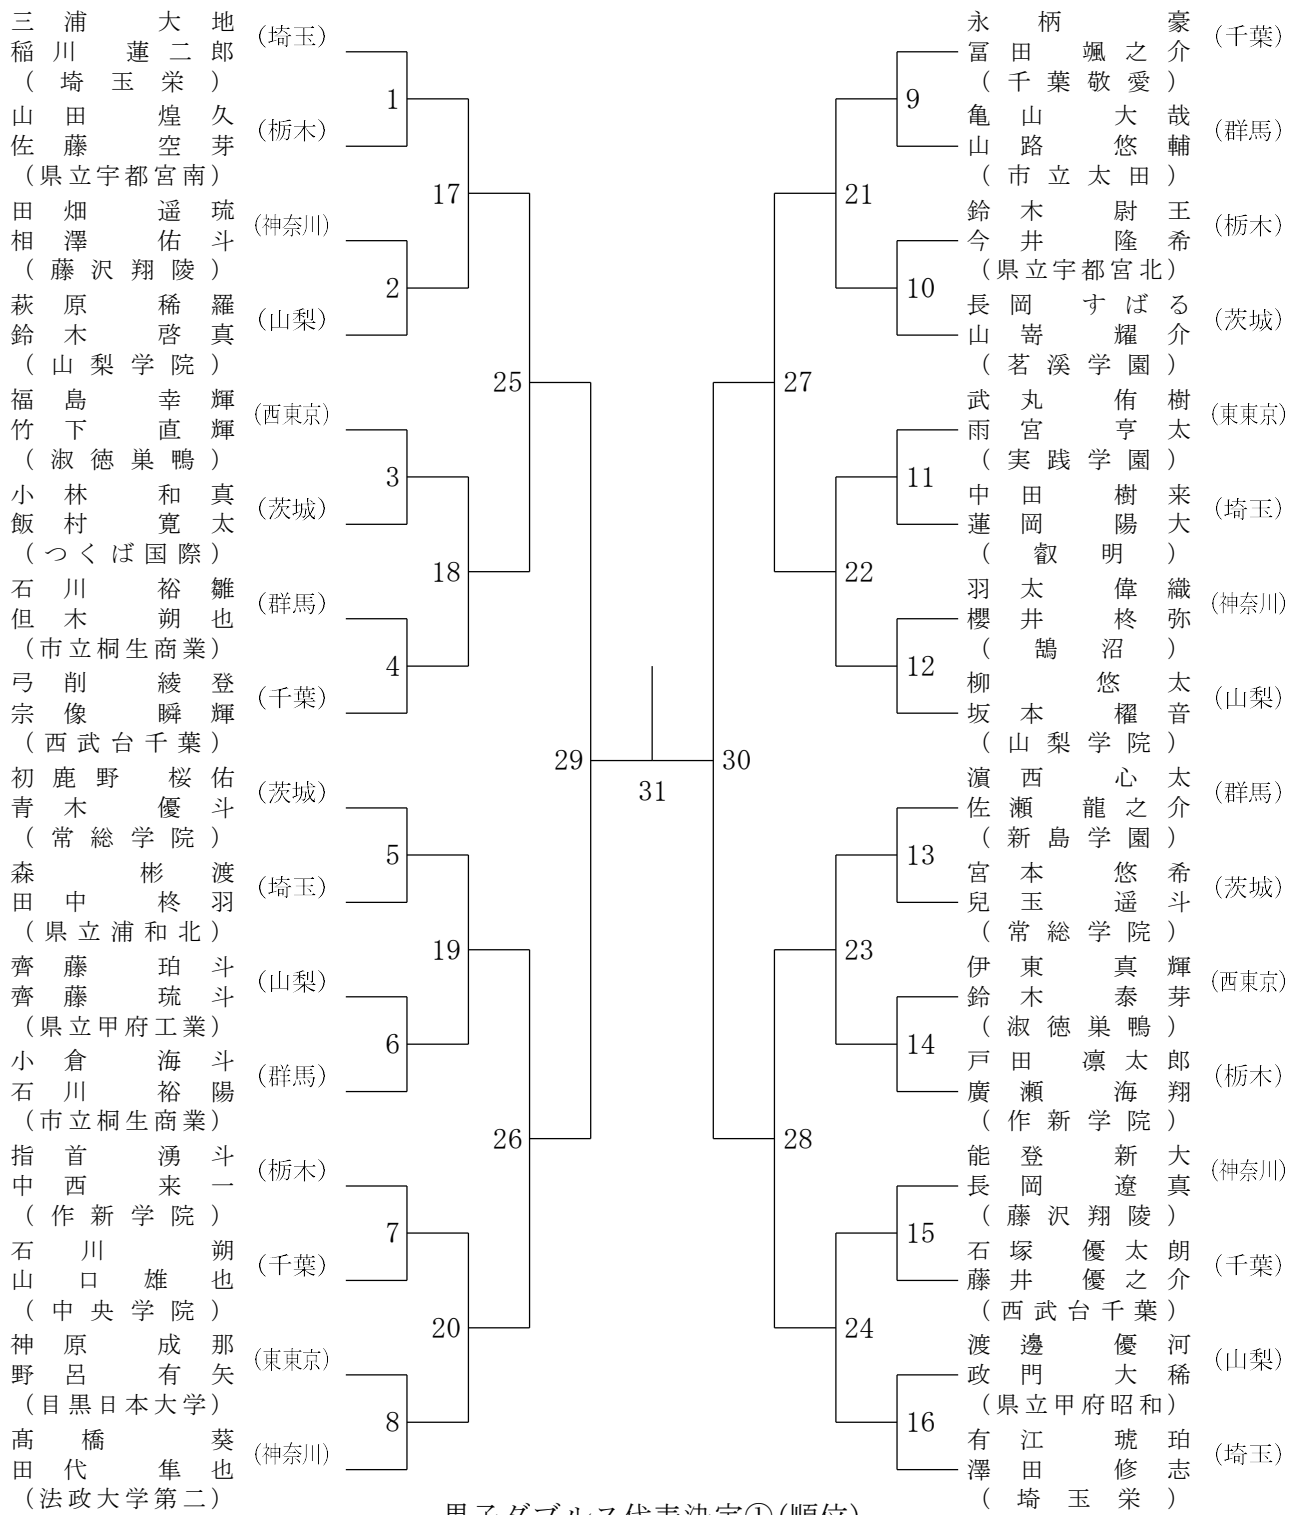 三浦 大地 (埼玉)
稲川 蓮二郎
(埼玉栄)
1
山田 煌久 (栃木)
佐藤 空芽
(県立宇都宮南)
17
田畑 遥琉 (神奈川)
相澤 佑斗
(藤沢翔陵)
2
萩原 稀羅 (山梨)
鈴木 啓真
(山梨学院)
25
福島 幸輝 (西東京)
竹下 直輝
(淑徳巣鴨)
3
小林 和真 (茨城)
飯村 寛太
(つくば国際)
18
石川 裕雛 (群馬)
但木 朔也
(市立桐生商業)
4
弓削 綾登 (千葉)
宗像 瞬輝
(西武台千葉)
29
初鹿野 桜佑 (茨城)
青木 優斗
(常総学院)
5
森 彬渡 (埼玉)
田中 柊羽
(県立浦和北)
19
齊藤 珀斗 (山梨)
齊藤 琉斗
(県立甲府工業)
6
小倉 海斗 (群馬)
石川 裕陽
(市立桐生商業)
26
指首 湧斗 (栃木)
中西 来一
(作新学院)
7
石川 朔 (千葉)
山口 雄也
(中央学院)
20
神原 成那 (東東京)
野呂 有矢
(目黒日本大学)
8
髙橋 葵 (神奈川)
田代 隼也
(法政大学第二)
31
永柄 豪 (千葉)
冨田 颯之介
(千葉敬愛)
9
亀山 大哉 (群馬)
山路 悠輔
(市立太田)
21
鈴木 尉王 (栃木)
今井 隆希
(県立宇都宮北)
10
長岡 すばる (茨城)
山嵜 耀介
(茗溪学園)
27
武丸 侑樹 (東東京)
雨宮 亨太
(実践学園)
11
中田 樹来 (埼玉)
蓮岡 陽大
(叡明)
22
羽太 偉織 (神奈川)
櫻井 柊弥
(鵠沼)
12
柳 悠太 (山梨)
坂本 櫂音
(山梨学院)
30
濵西 心太 (群馬)
佐瀬 龍之介
(新島学園)
13
宮本 悠希 (茨城)
兒玉 遥斗
(常総学院)
23
伊東 真輝 (西東京)
鈴木 泰芽
(淑徳巣鴨)
14
戸田 凛太郎 (栃木)
廣瀬 海翔
(作新学院)
28
能登 新大 (神奈川)
長岡 遼真
(藤沢翔陵)
15
石塚 優太朗 (千葉)
藤井 優之介
(西武台千葉)
24
渡邊 優河 (山梨)
政門 大稀
(県立甲府昭和)
16
有江 琥珀 (埼玉)
澤田 修志
(埼玉栄)
男子ダブルス代表決定①(順位)